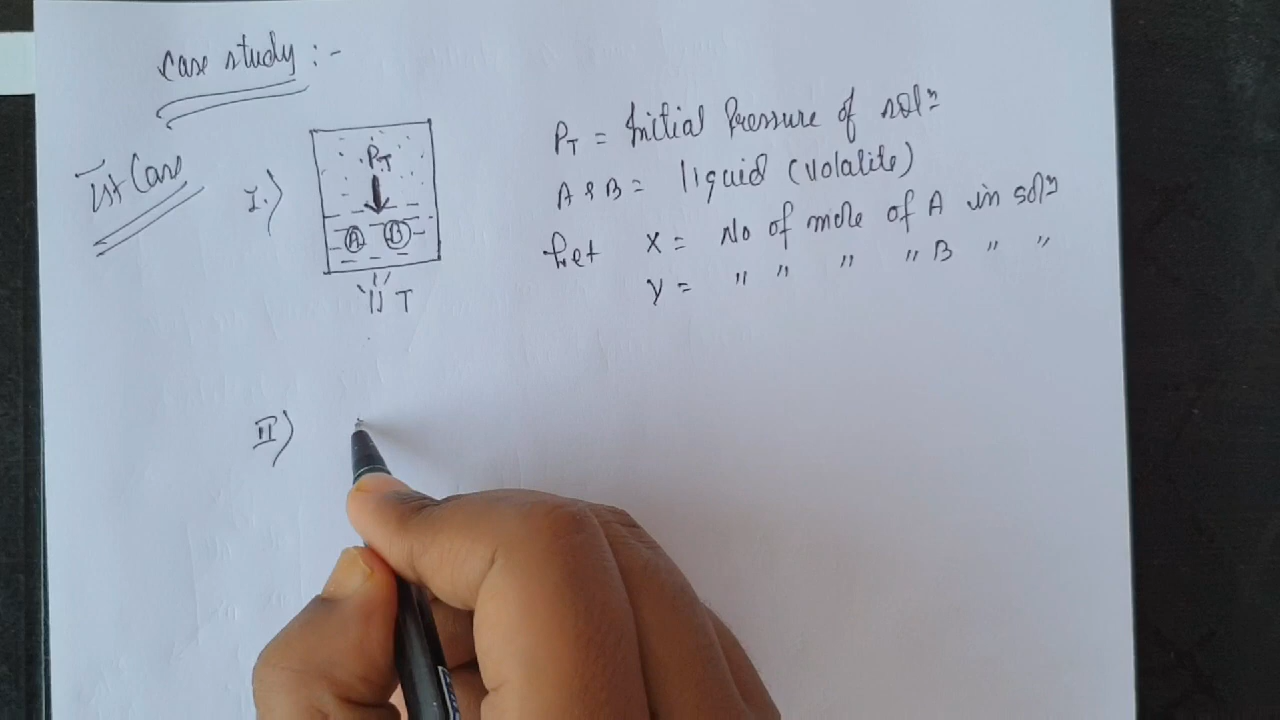 Case study :-
Ist Case
I.)
PT
A B
T
PT = Initial Pressure of solⁿ
A & B = liquid (volatile)
Let X = No of mole of A in solⁿ
Y = " " " " B " "
II)